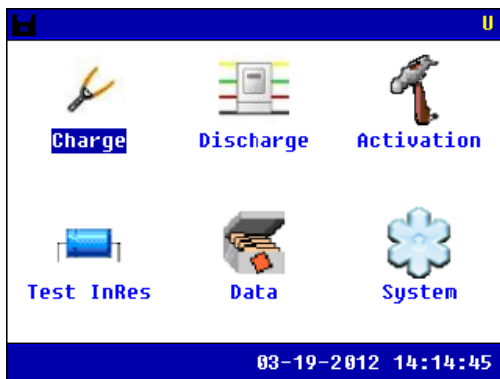 U
Charge Discharge Activation
Test InRes Data System
03-19-2012 14:14:45